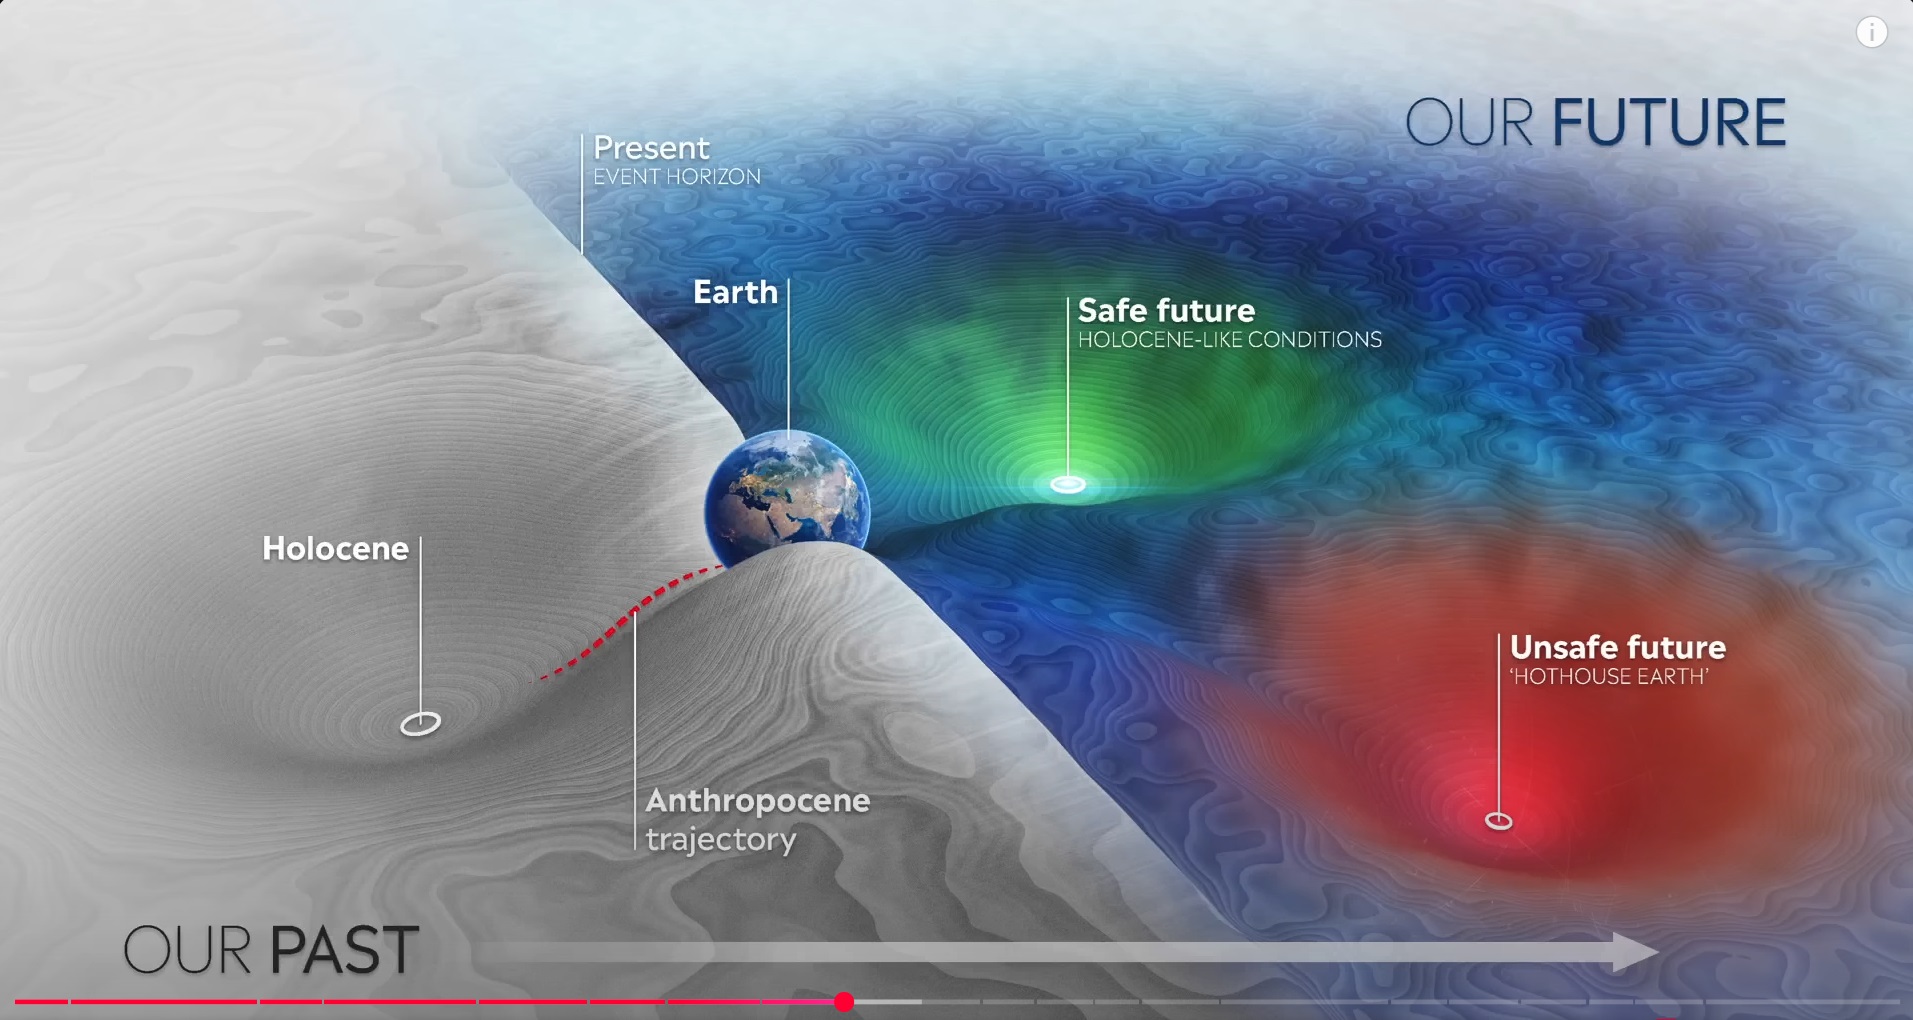 OUR FUTURE
Present
EVENT HORIZON
Earth
Safe future
HOLOCENE-LIKE CONDITIONS
Holocene
Unsafe future
‘HOTHOUSE EARTH’
Anthropocene
trajectory
OUR PAST